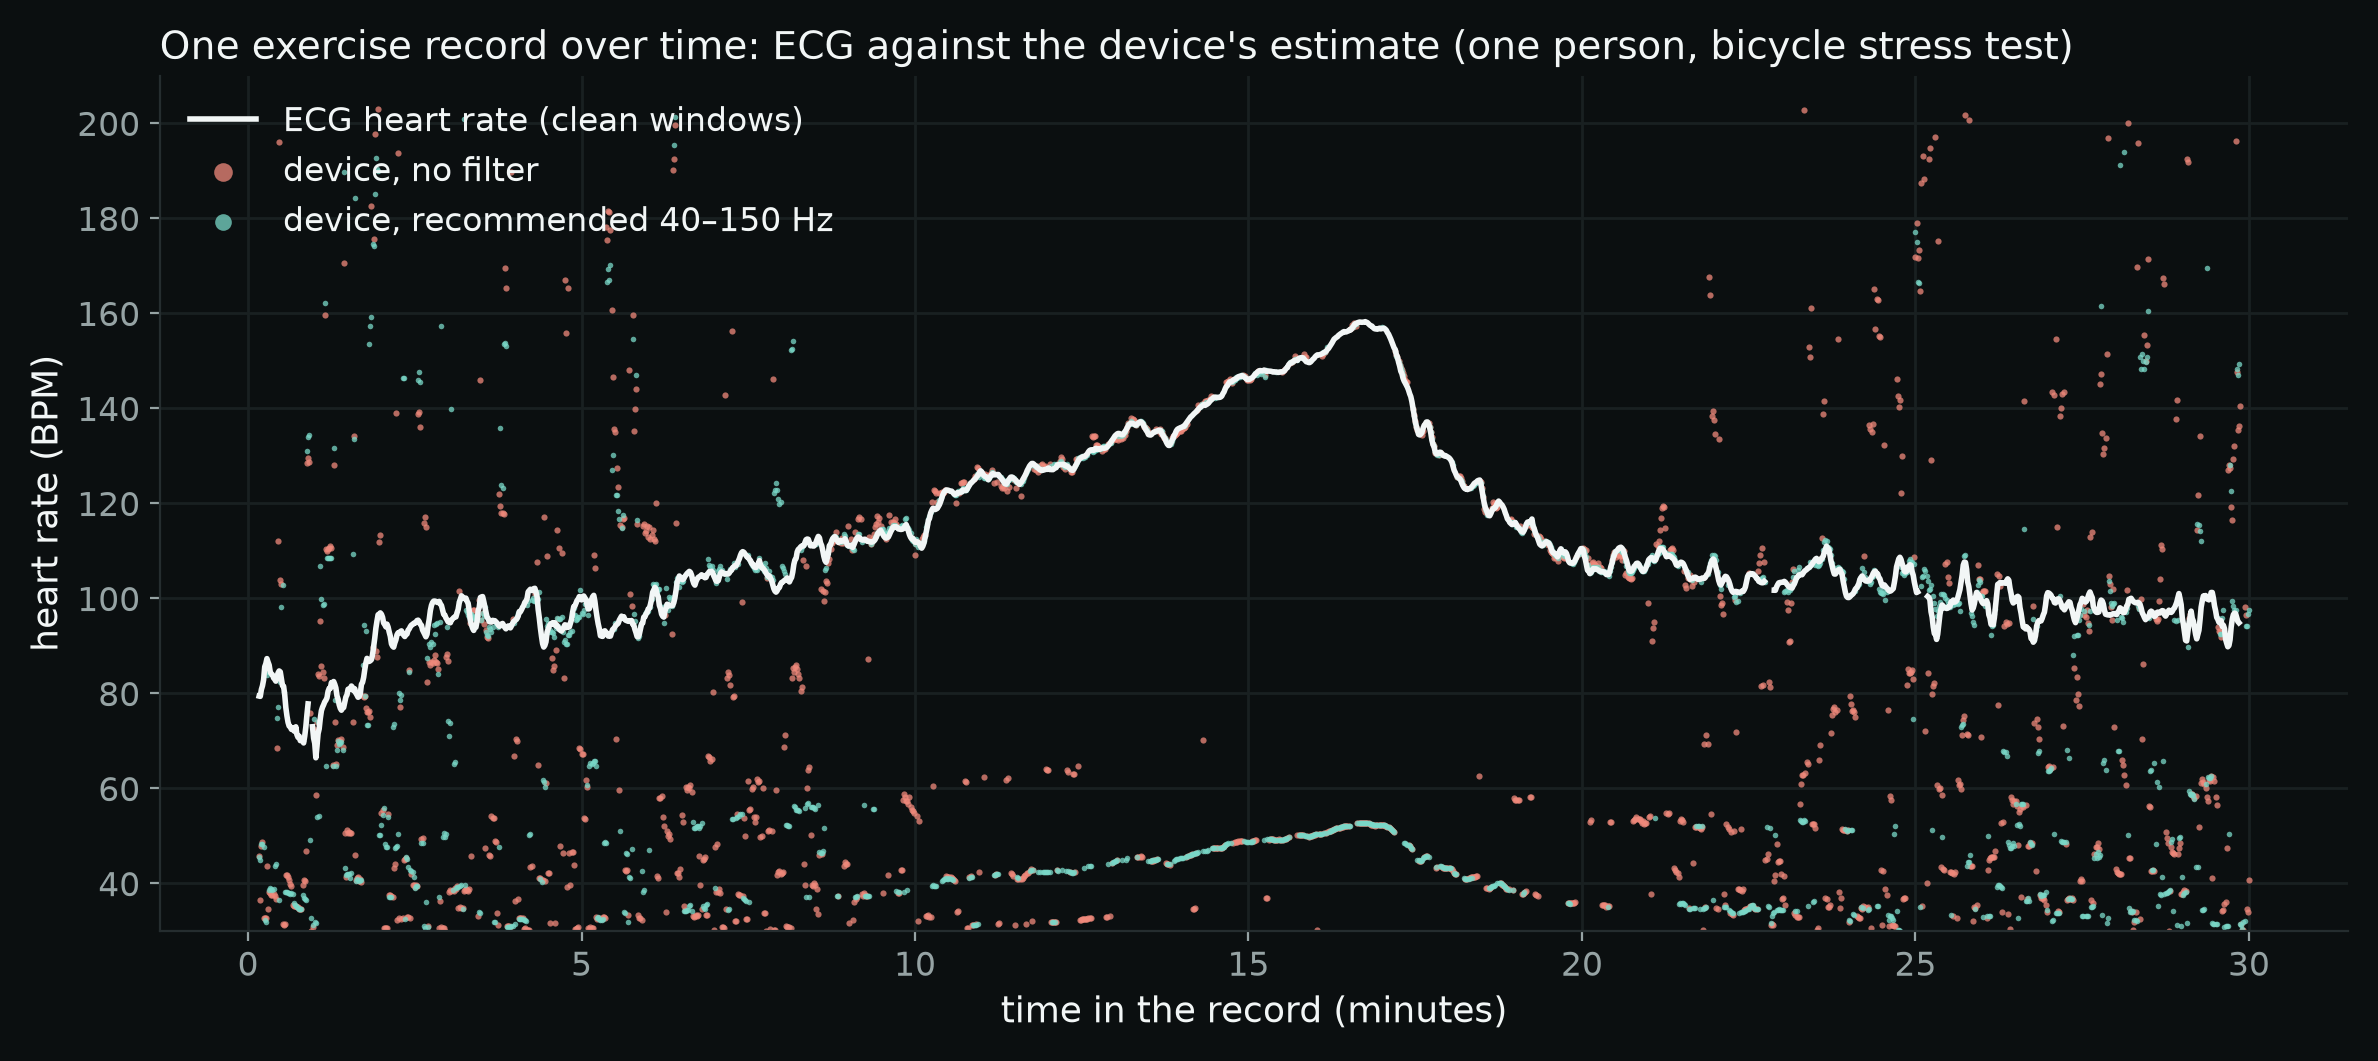 One exercise record over time: ECG against the device's estimate (one person, bicycle stress test)
ECG heart rate (clean windows)
device, no filter
device, recommended 40–150 Hz
heart rate (BPM)
200
180
160
140
120
100
80
60
40
0 5 10 15 20 25 30
time in the record (minutes)